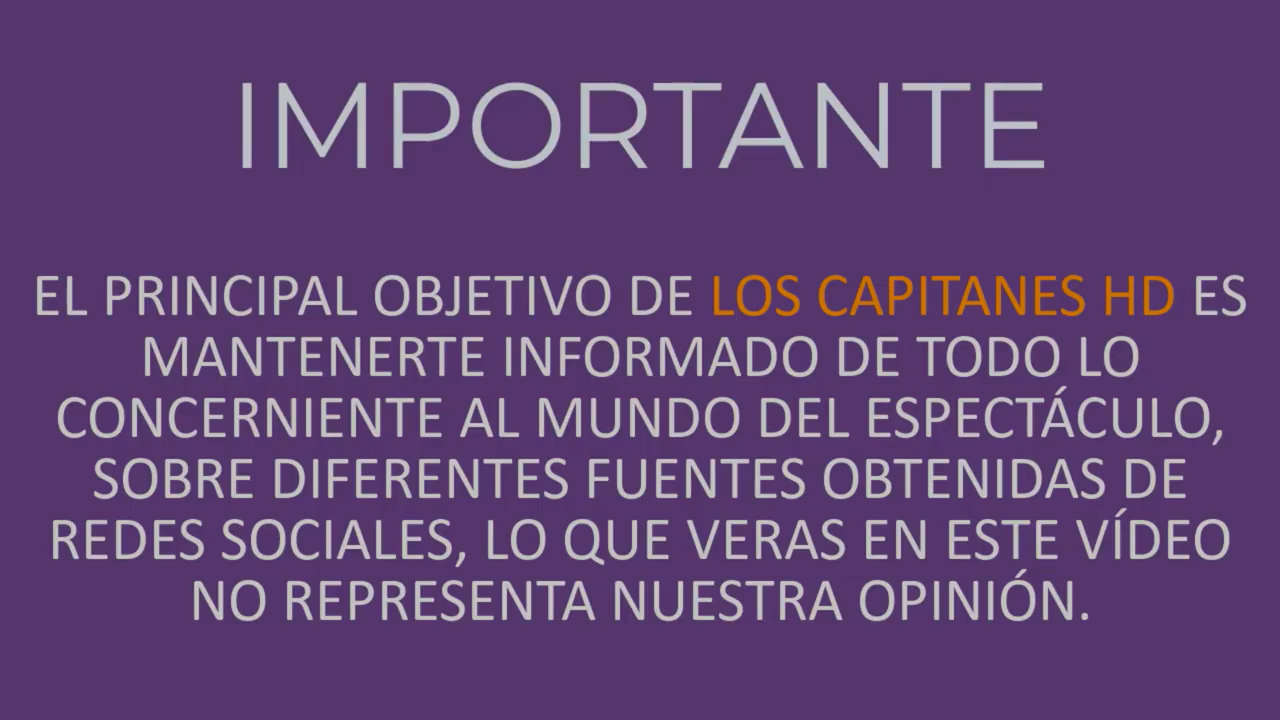 IMPORTANTE
EL PRINCIPAL OBJETIVO DE LOS CAPITANES HD ES
MANTENERTE INFORMADO DE TODO LO
CONCERNIENTE AL MUNDO DEL ESPECTÁCULO,
SOBRE DIFERENTES FUENTES OBTENIDAS DE
REDES SOCIALES, LO QUE VERAS EN ESTE VÍDEO
NO REPRESENTA NUESTRA OPINIÓN.